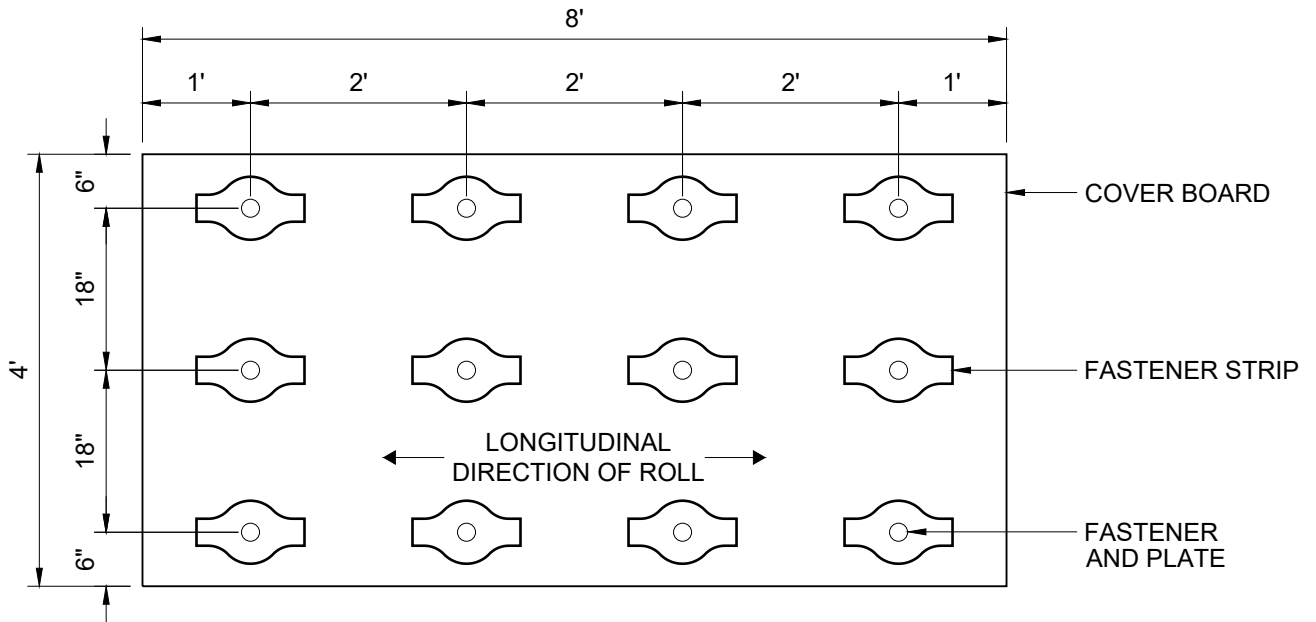 8'
1'
2'
2'
2'
1'
6"
COVER BOARD
18"
4'
FASTENER STRIP
18"
LONGITUDINAL
DIRECTION OF ROLL
6"
FASTENER
AND PLATE